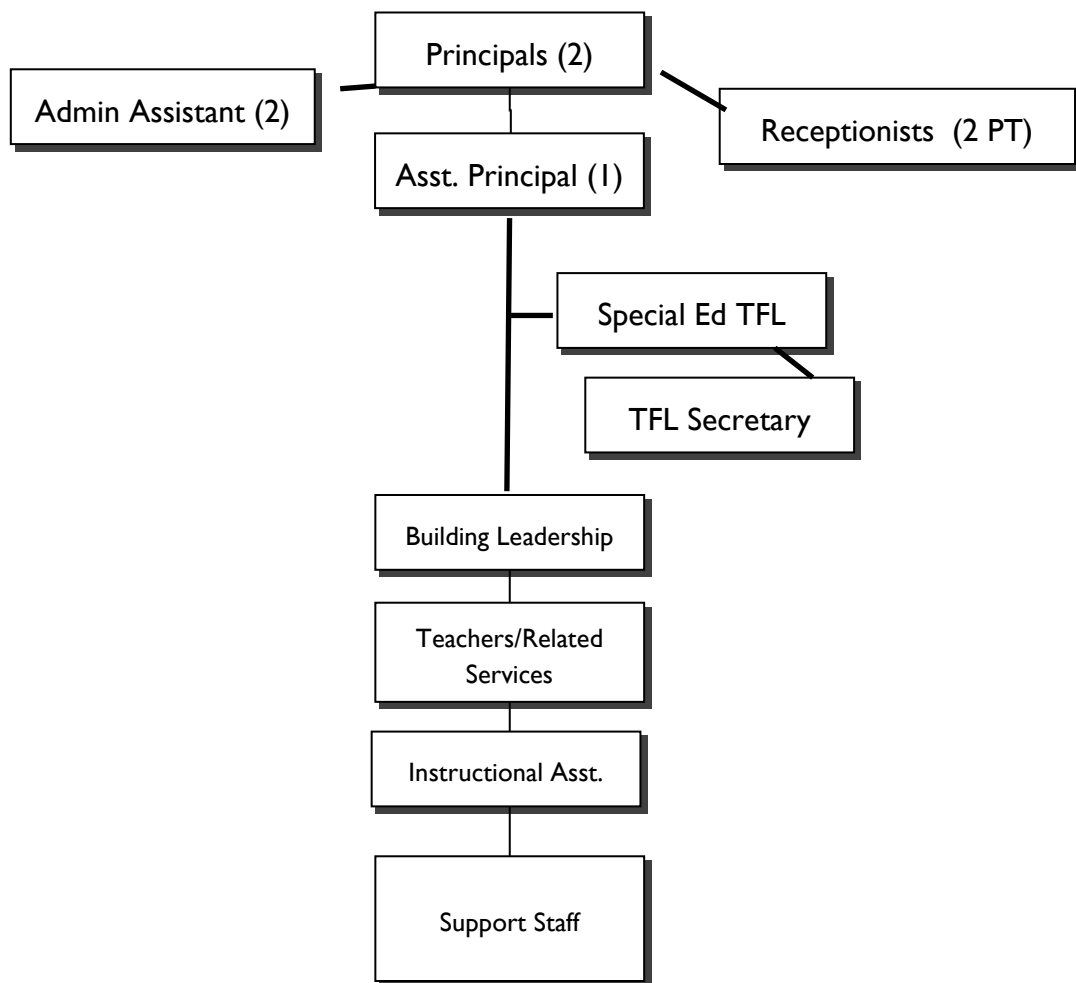 Principals (2)
Admin Assistant (2)
Receptionists (2 PT)
Asst. Principal (1)
Special Ed TFL
TFL Secretary
Building Leadership
Teachers/Related
Services
Instructional Asst.
Support Staff